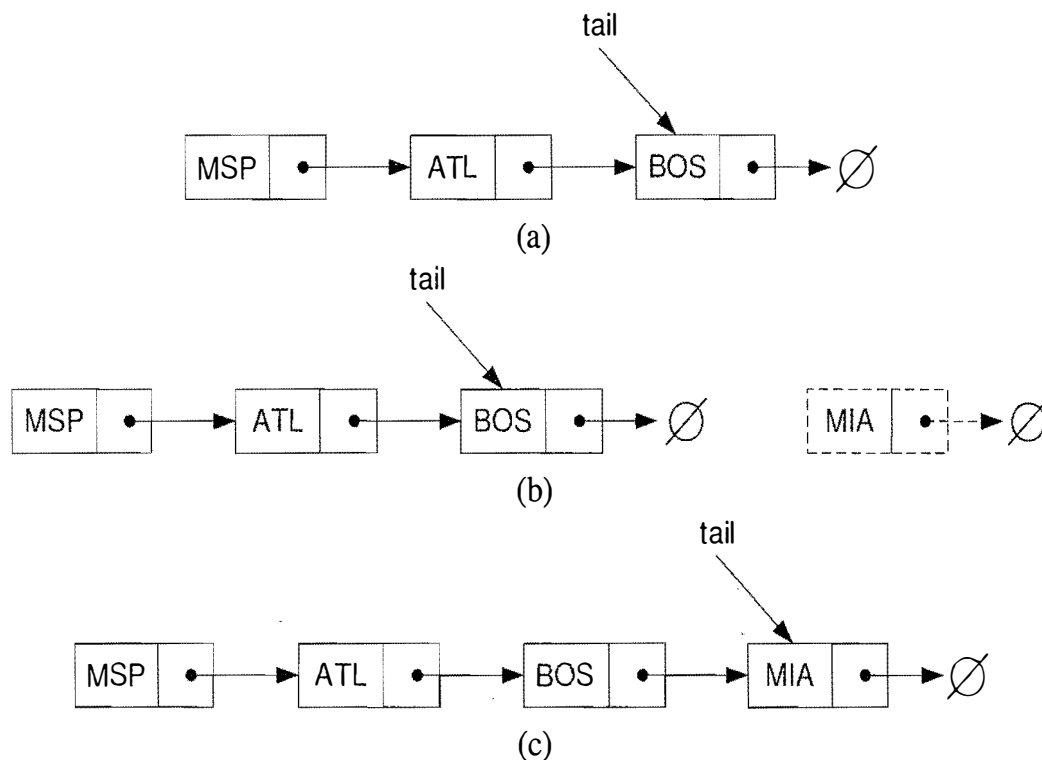 tail
MSP ATL BOS ∅
(a)
tail
MSP ATL BOS ∅ MIA ∅
(b)
tail
MSP ATL BOS MIA ∅
(c)